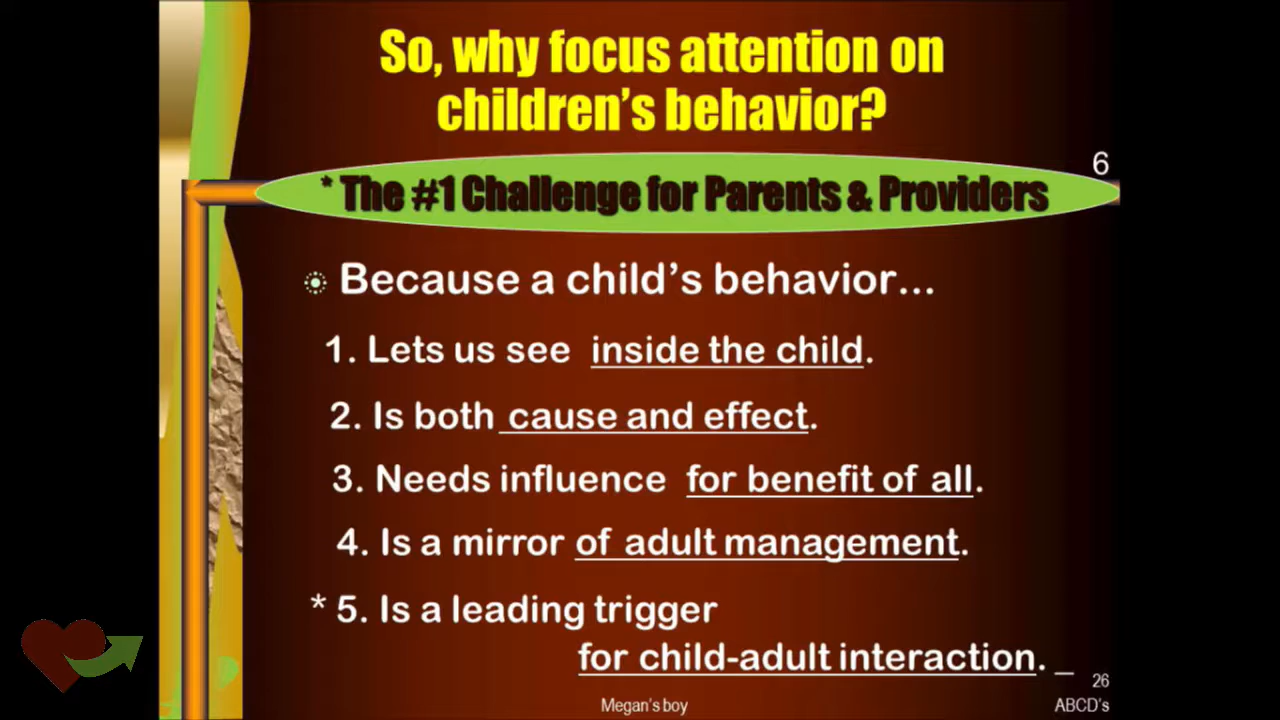 So, why focus attention on
children's behavior?
6
* The #1 Challenge for Parents & Providers
Because a child's behavior...
1. Lets us see inside the child.
2. Is both cause and effect.
3. Needs influence for benefit of all.
4. Is a mirror of adult management.
* 5. Is a leading trigger
for child-adult interaction. _
26
Megan's boy
ABCD's